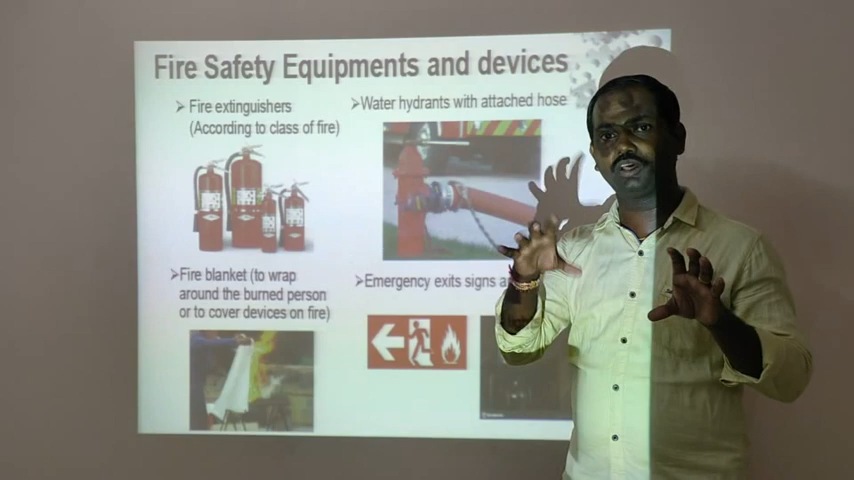 Fire Safety Equipments and devices
➢ Fire extinguishers
(According to class of fire)
➢Water hydrants with attached hose
➢Fire blanket (to wrap
around the burned person
or to cover devices on fire)
➢Emergency exits signs